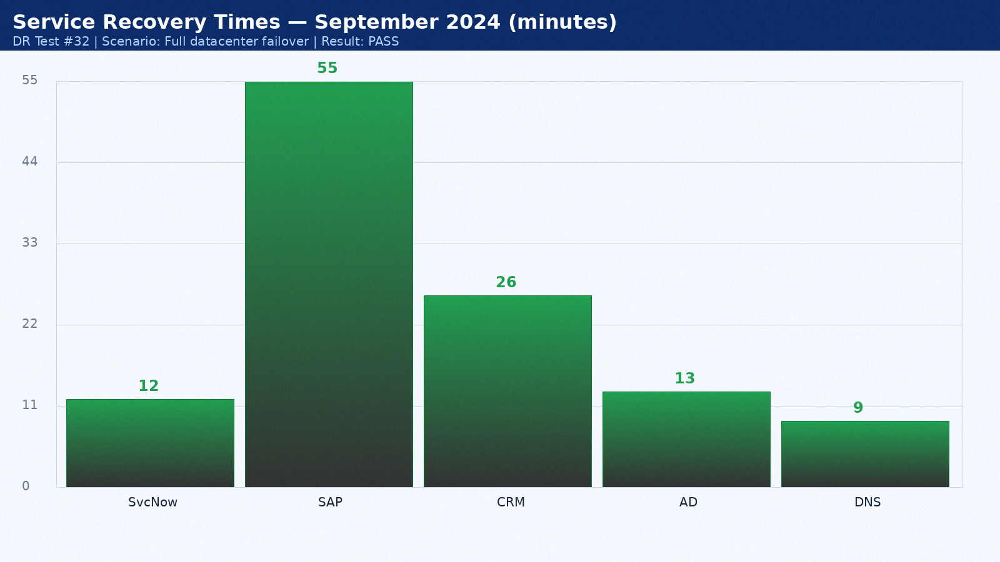 Service Recovery Times — September 2024 (minutes)
DR Test #32 | Scenario: Full datacenter failover | Result: PASS
55
44
33
22
11
0
12
55
26
13
9
SvcNow
SAP
CRM
AD
DNS